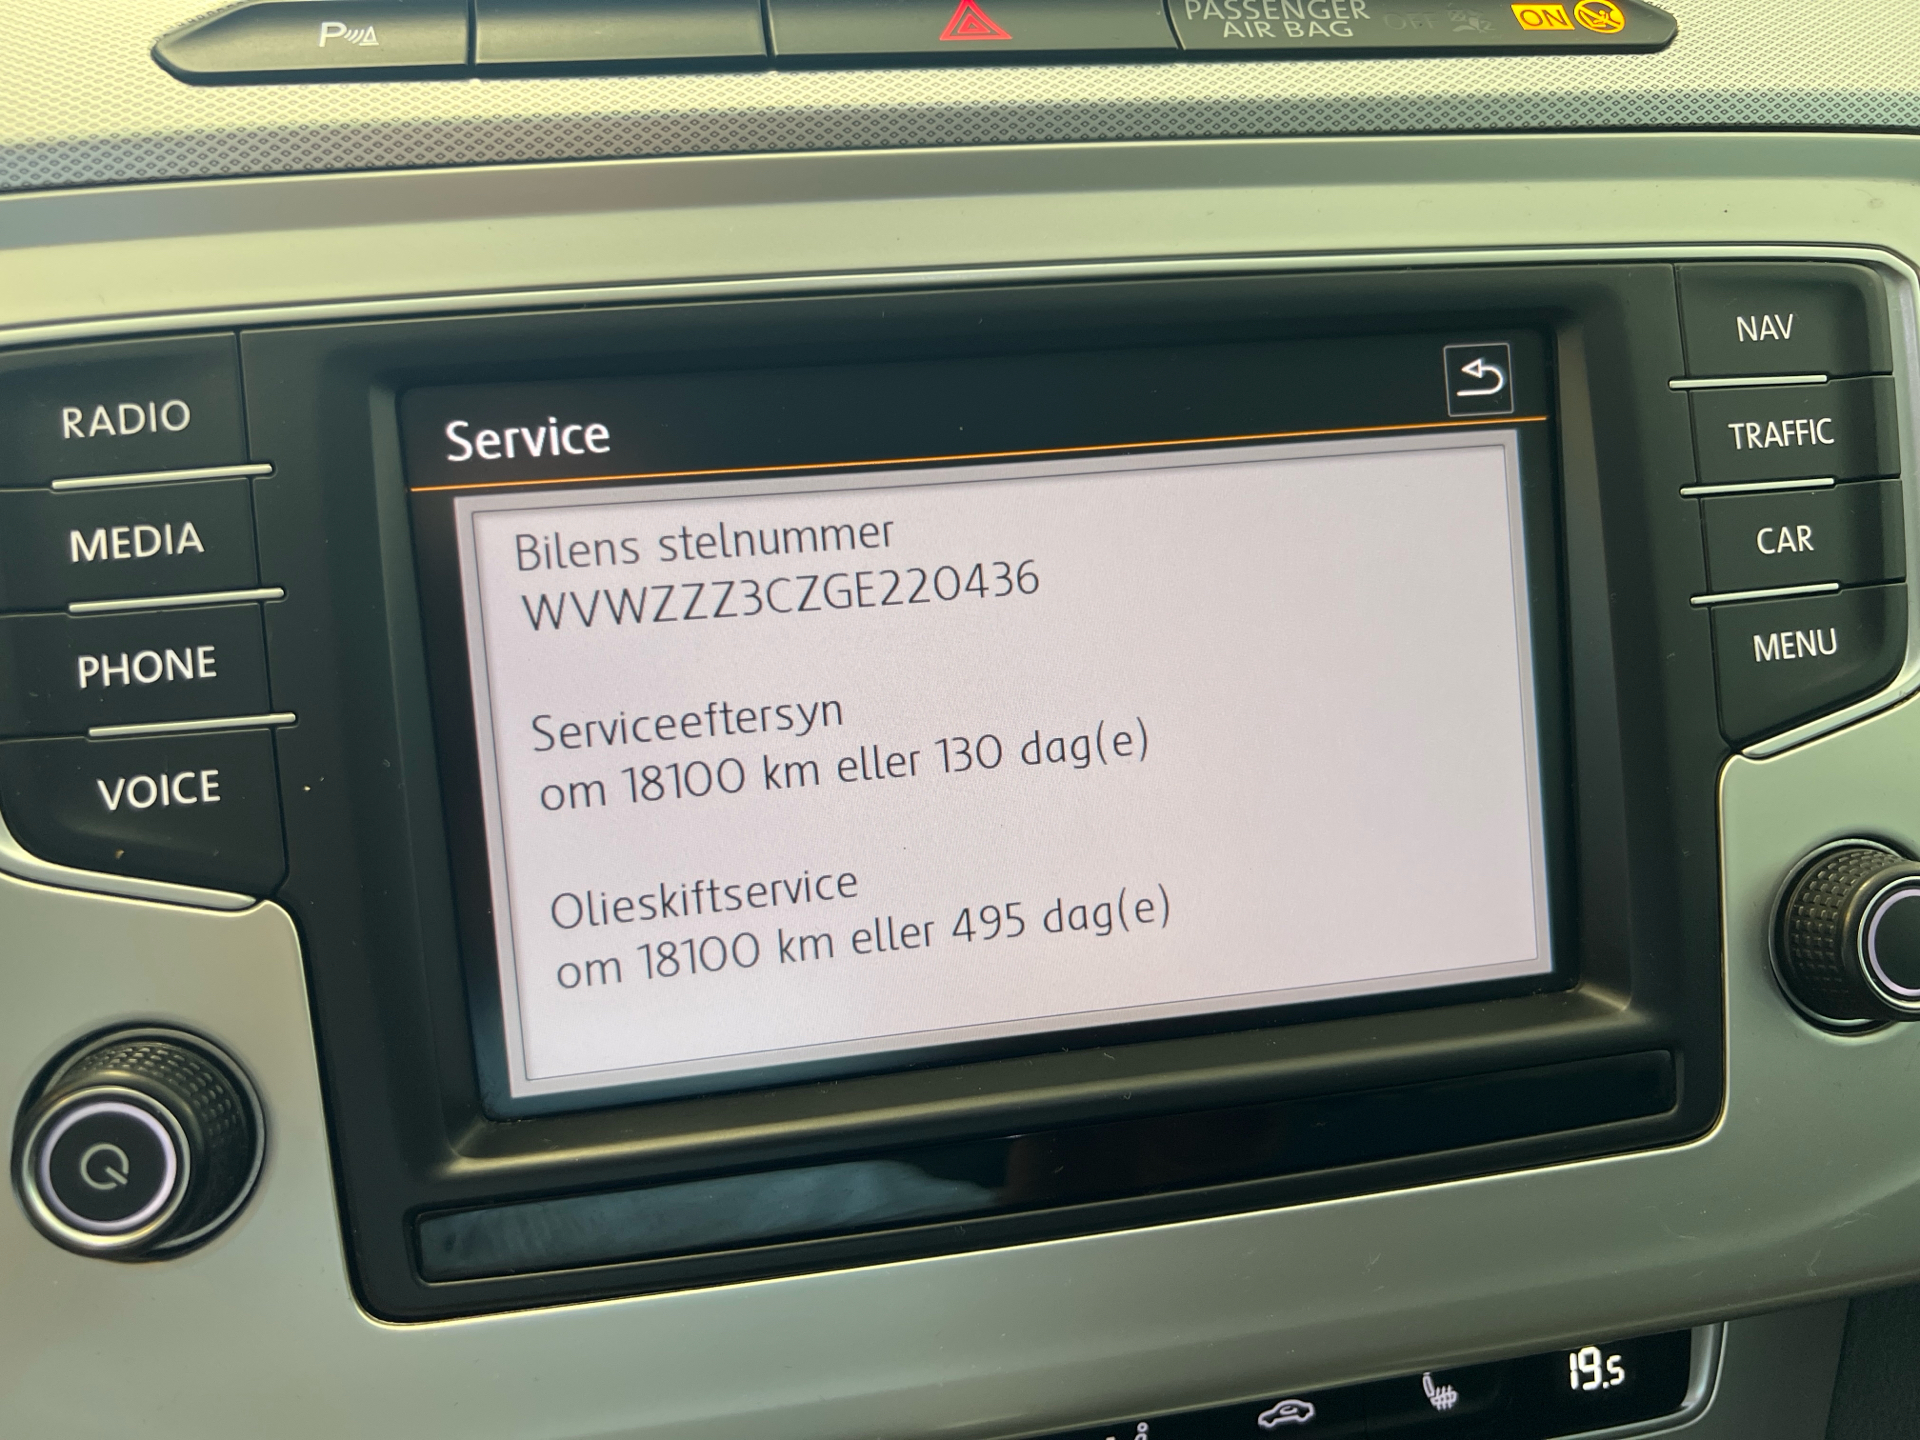 P
PASSENGER
AIR BAG
OFF
ON
RADIO
MEDIA
PHONE
VOICE
Service
Bilens stelnummer
WVWZZZ3CZGE220436
Serviceeftersyn
om 18100 km eller 130 dag(e)
Olieskiftservice
om 18100 km eller 495 dag(e)
NAV
TRAFFIC
CAR
MENU
19.5